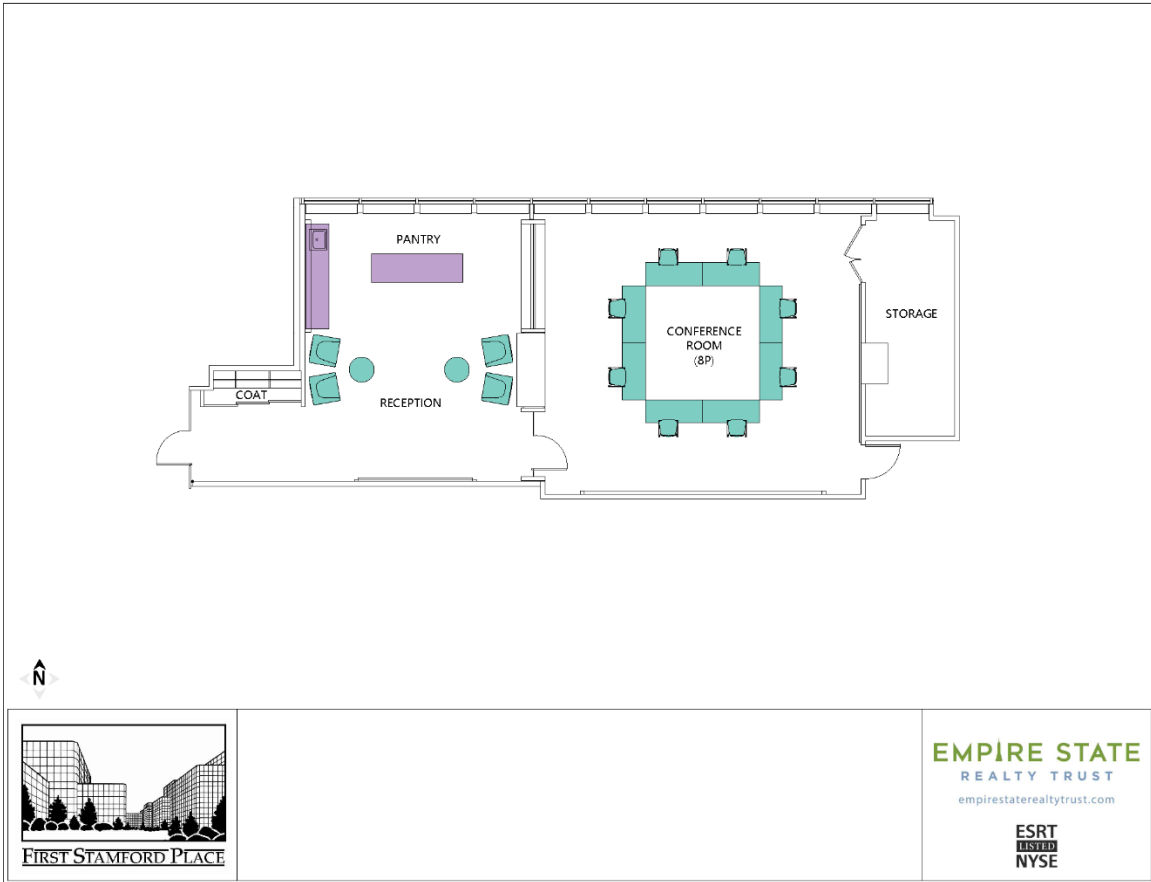 PANTRY
STORAGE
CONFERENCE
ROOM
(8P)
COAT
RECEPTION
N
FIRST STAMFORD PLACE
EMPIRE STATE
REALTY TRUST
empirestaterealtytrust.com
ESRT
LISTED
NYSE